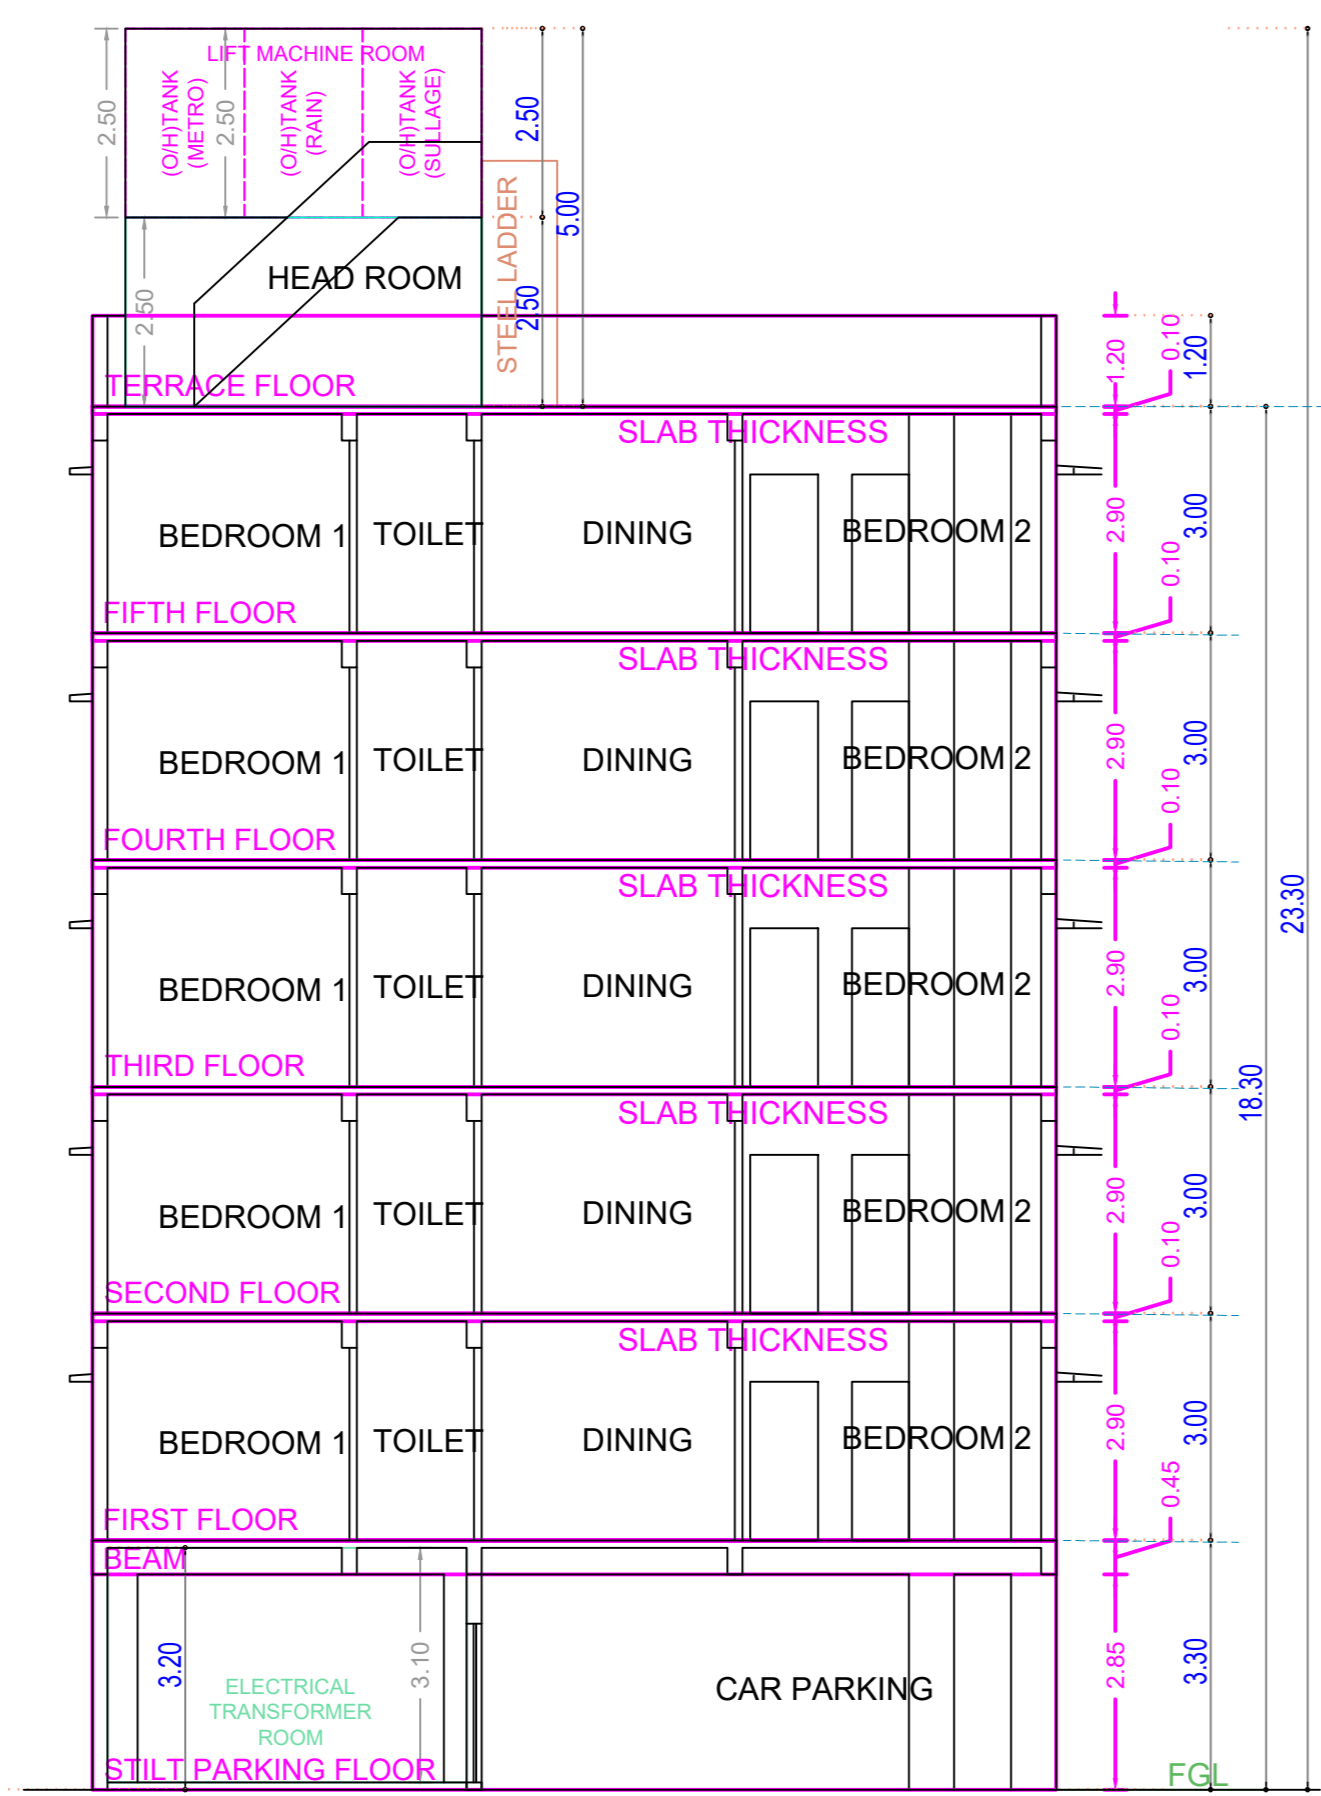 LIFT MACHINE ROOM
(O/H)TANK
(METRO)
(O/H)TANK
(RAIN)
(O/H)TANK
(SULLAGE)
2.50
2.50
2.50
5.00
STEEL LADDER
HEAD ROOM
2.50
2.50
TERRACE FLOOR
1.20
0.10
1.20
SLAB THICKNESS
BEDROOM 1
TOILET
DINING
BEDROOM 2
2.90
3.00
FIFTH FLOOR
0.10
SLAB THICKNESS
BEDROOM 1
TOILET
DINING
BEDROOM 2
2.90
3.00
FOURTH FLOOR
0.10
SLAB THICKNESS
BEDROOM 1
TOILET
DINING
BEDROOM 2
2.90
3.00
23.30
THIRD FLOOR
0.10
18.30
SLAB THICKNESS
BEDROOM 1
TOILET
DINING
BEDROOM 2
2.90
3.00
SECOND FLOOR
0.10
SLAB THICKNESS
BEDROOM 1
TOILET
DINING
BEDROOM 2
2.90
3.00
FIRST FLOOR
0.45
BEAM
3.20
3.10
ELECTRICAL
TRANSFORMER
ROOM
CAR PARKING
2.85
3.30
STILT PARKING FLOOR
FGL